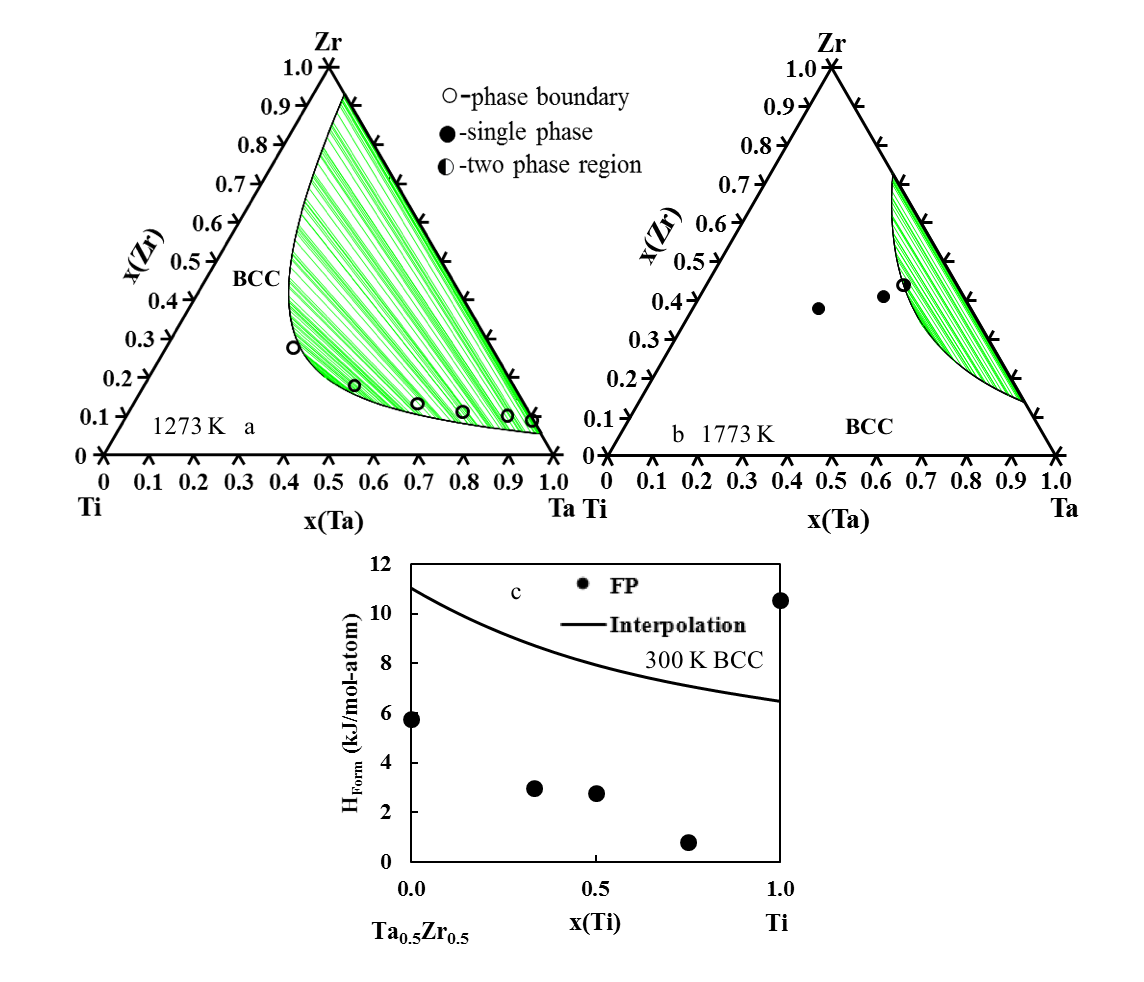 Zr
1.0
0.9
0.8
0.7
0.6
0.5
0.4
0.3
0.2
0.1
0
x(Zr)
BCC
1273 K a
0 0.1 0.2 0.3 0.4 0.5 0.6 0.7 0.8 0.9 1.0
Ti Ta
x(Ta)
-phase boundary
-single phase
-two phase region
Zr
1.0
0.9
0.8
0.7
0.6
0.5
0.4
0.3
0.2
0.1
0
x(Zr)
BCC
b 1773 K
0 0.1 0.2 0.3 0.4 0.5 0.6 0.7 0.8 0.9 1.0
Ti Ta
x(Ta)
12
10
8
6
4
2
0
H_Form (kJ/mol-atom)
c
FP
Interpolation
300 K BCC
0.0 0.5 1.0
Ta0.5Zr0.5 x(Ti) Ti